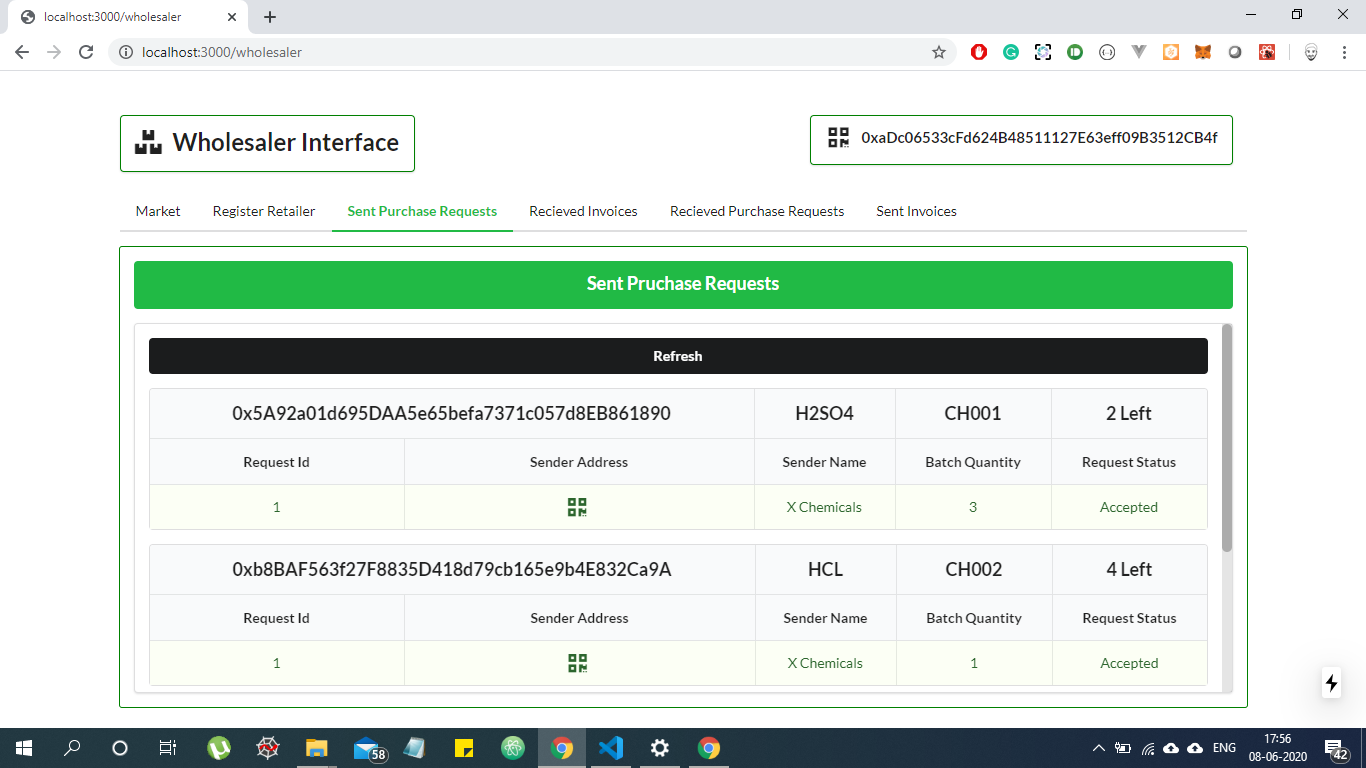 localhost:3000/wholesaler
localhost:3000/wholesaler
Wholesaler Interface
0xaDc06533cFd624B48511127E63eff09B3512CB4f
Market Register Retailer Sent Purchase Requests Recieved Invoices Recieved Purchase Requests Sent Invoices
Sent Pruchase Requests
Refresh
0x5A92a01d695DAA5e65befa7371c057d8EB861890 H2SO4 CH001 2 Left
Request Id Sender Address Sender Name Batch Quantity Request Status
1 X Chemicals 3 Accepted
0xb8BAF563f27F8835D418d79cb165e9b4E832Ca9A HCL CH002 4 Left
Request Id Sender Address Sender Name Batch Quantity Request Status
1 X Chemicals 1 Accepted
58
ENG
17:56
08-06-2020
42